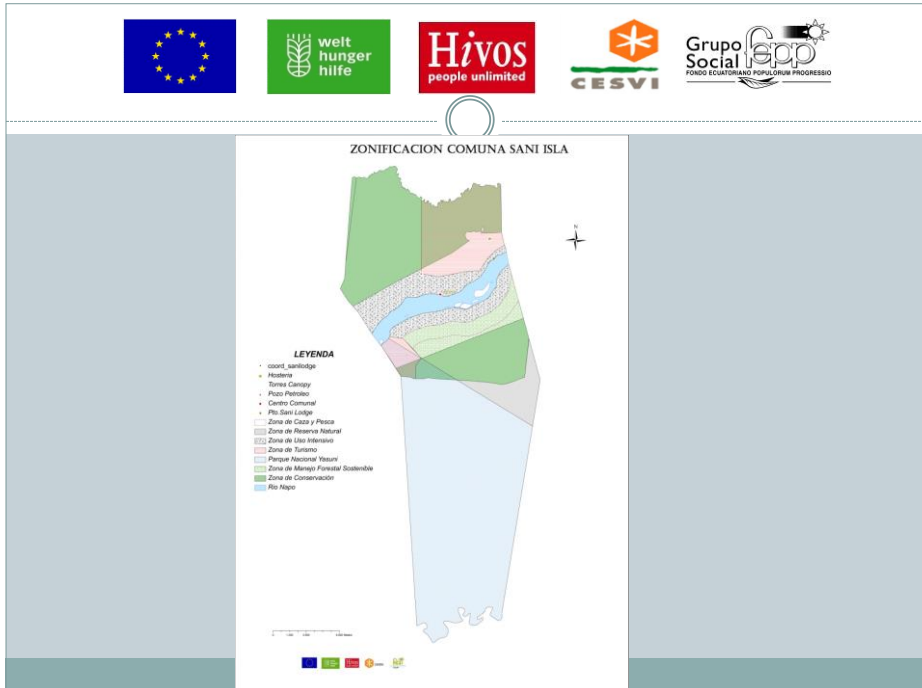 welt
hunger
hilfe
Hivos
people unlimited
CESVI
Grupo
Social fepp
FONDO ECUATORIANO POPULORUM PROGRESSIO
ZONIFICACION COMUNA SANI ISLA
N
LEYENDA
coord_sanilodge
Hosteria
Torres Canopy
Pozo Petroleo
Centro Comunal
Pto.Sani Lodge
Zona de Caza y Pesca
Zona de Reserva Natural
Zona de Uso Intensivo
Zona de Turismo
Parque Nacional Yasuni
Zona de Manejo Forestal Sostenible
Zona de Conservación
Rio Napo